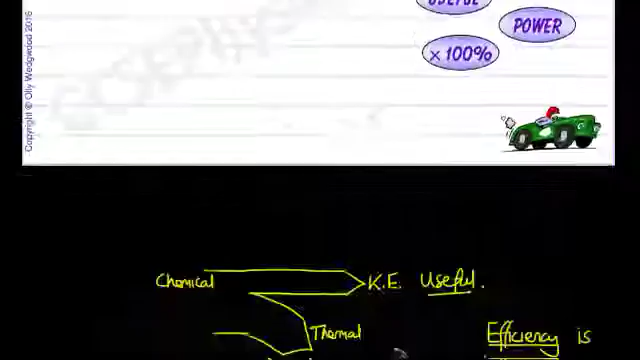 USEFUL
POWER
× 100%
Copyright © Olly Wedgwood 2016
Chemical
K.E. Useful.
Thermal
Efficiency is